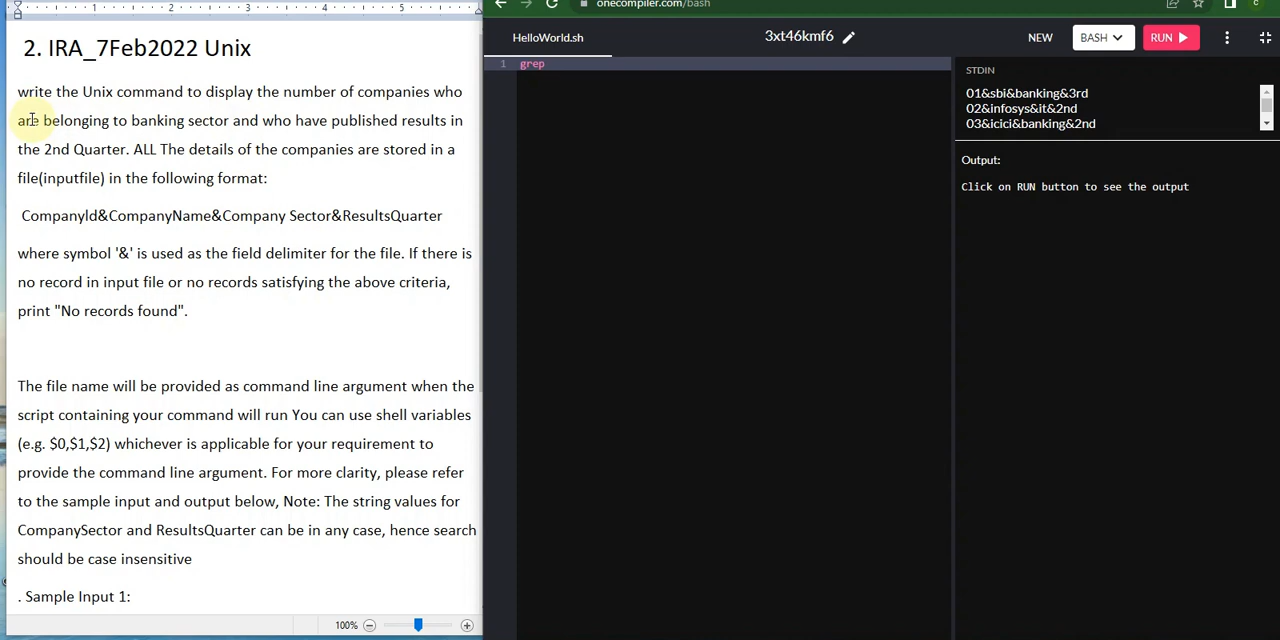 1 2 3 4 5
2. IRA_7Feb2022 Unix
write the Unix command to display the number of companies who
are belonging to banking sector and who have published results in
the 2nd Quarter. ALL The details of the companies are stored in a
file(inputfile) in the following format:
CompanyId&CompanyName&Company Sector&ResultsQuarter
where symbol '&' is used as the field delimiter for the file. If there is
no record in input file or no records satisfying the above criteria,
print "No records found".
The file name will be provided as command line argument when the
script containing your command will run You can use shell variables
(e.g. $0,$1,$2) whichever is applicable for your requirement to
provide the command line argument. For more clarity, please refer
to the sample input and output below, Note: The string values for
CompanySector and ResultsQuarter can be in any case, hence search
should be case insensitive
. Sample Input 1:
100%
onecompiler.com/bash
HelloWorld.sh
3xt46kmf6
NEW
BASH
RUN
1 grep
STDIN
01&sbi&banking&3rd
02&infosys&it&2nd
03&icici&banking&2nd
Output:
Click on RUN button to see the output